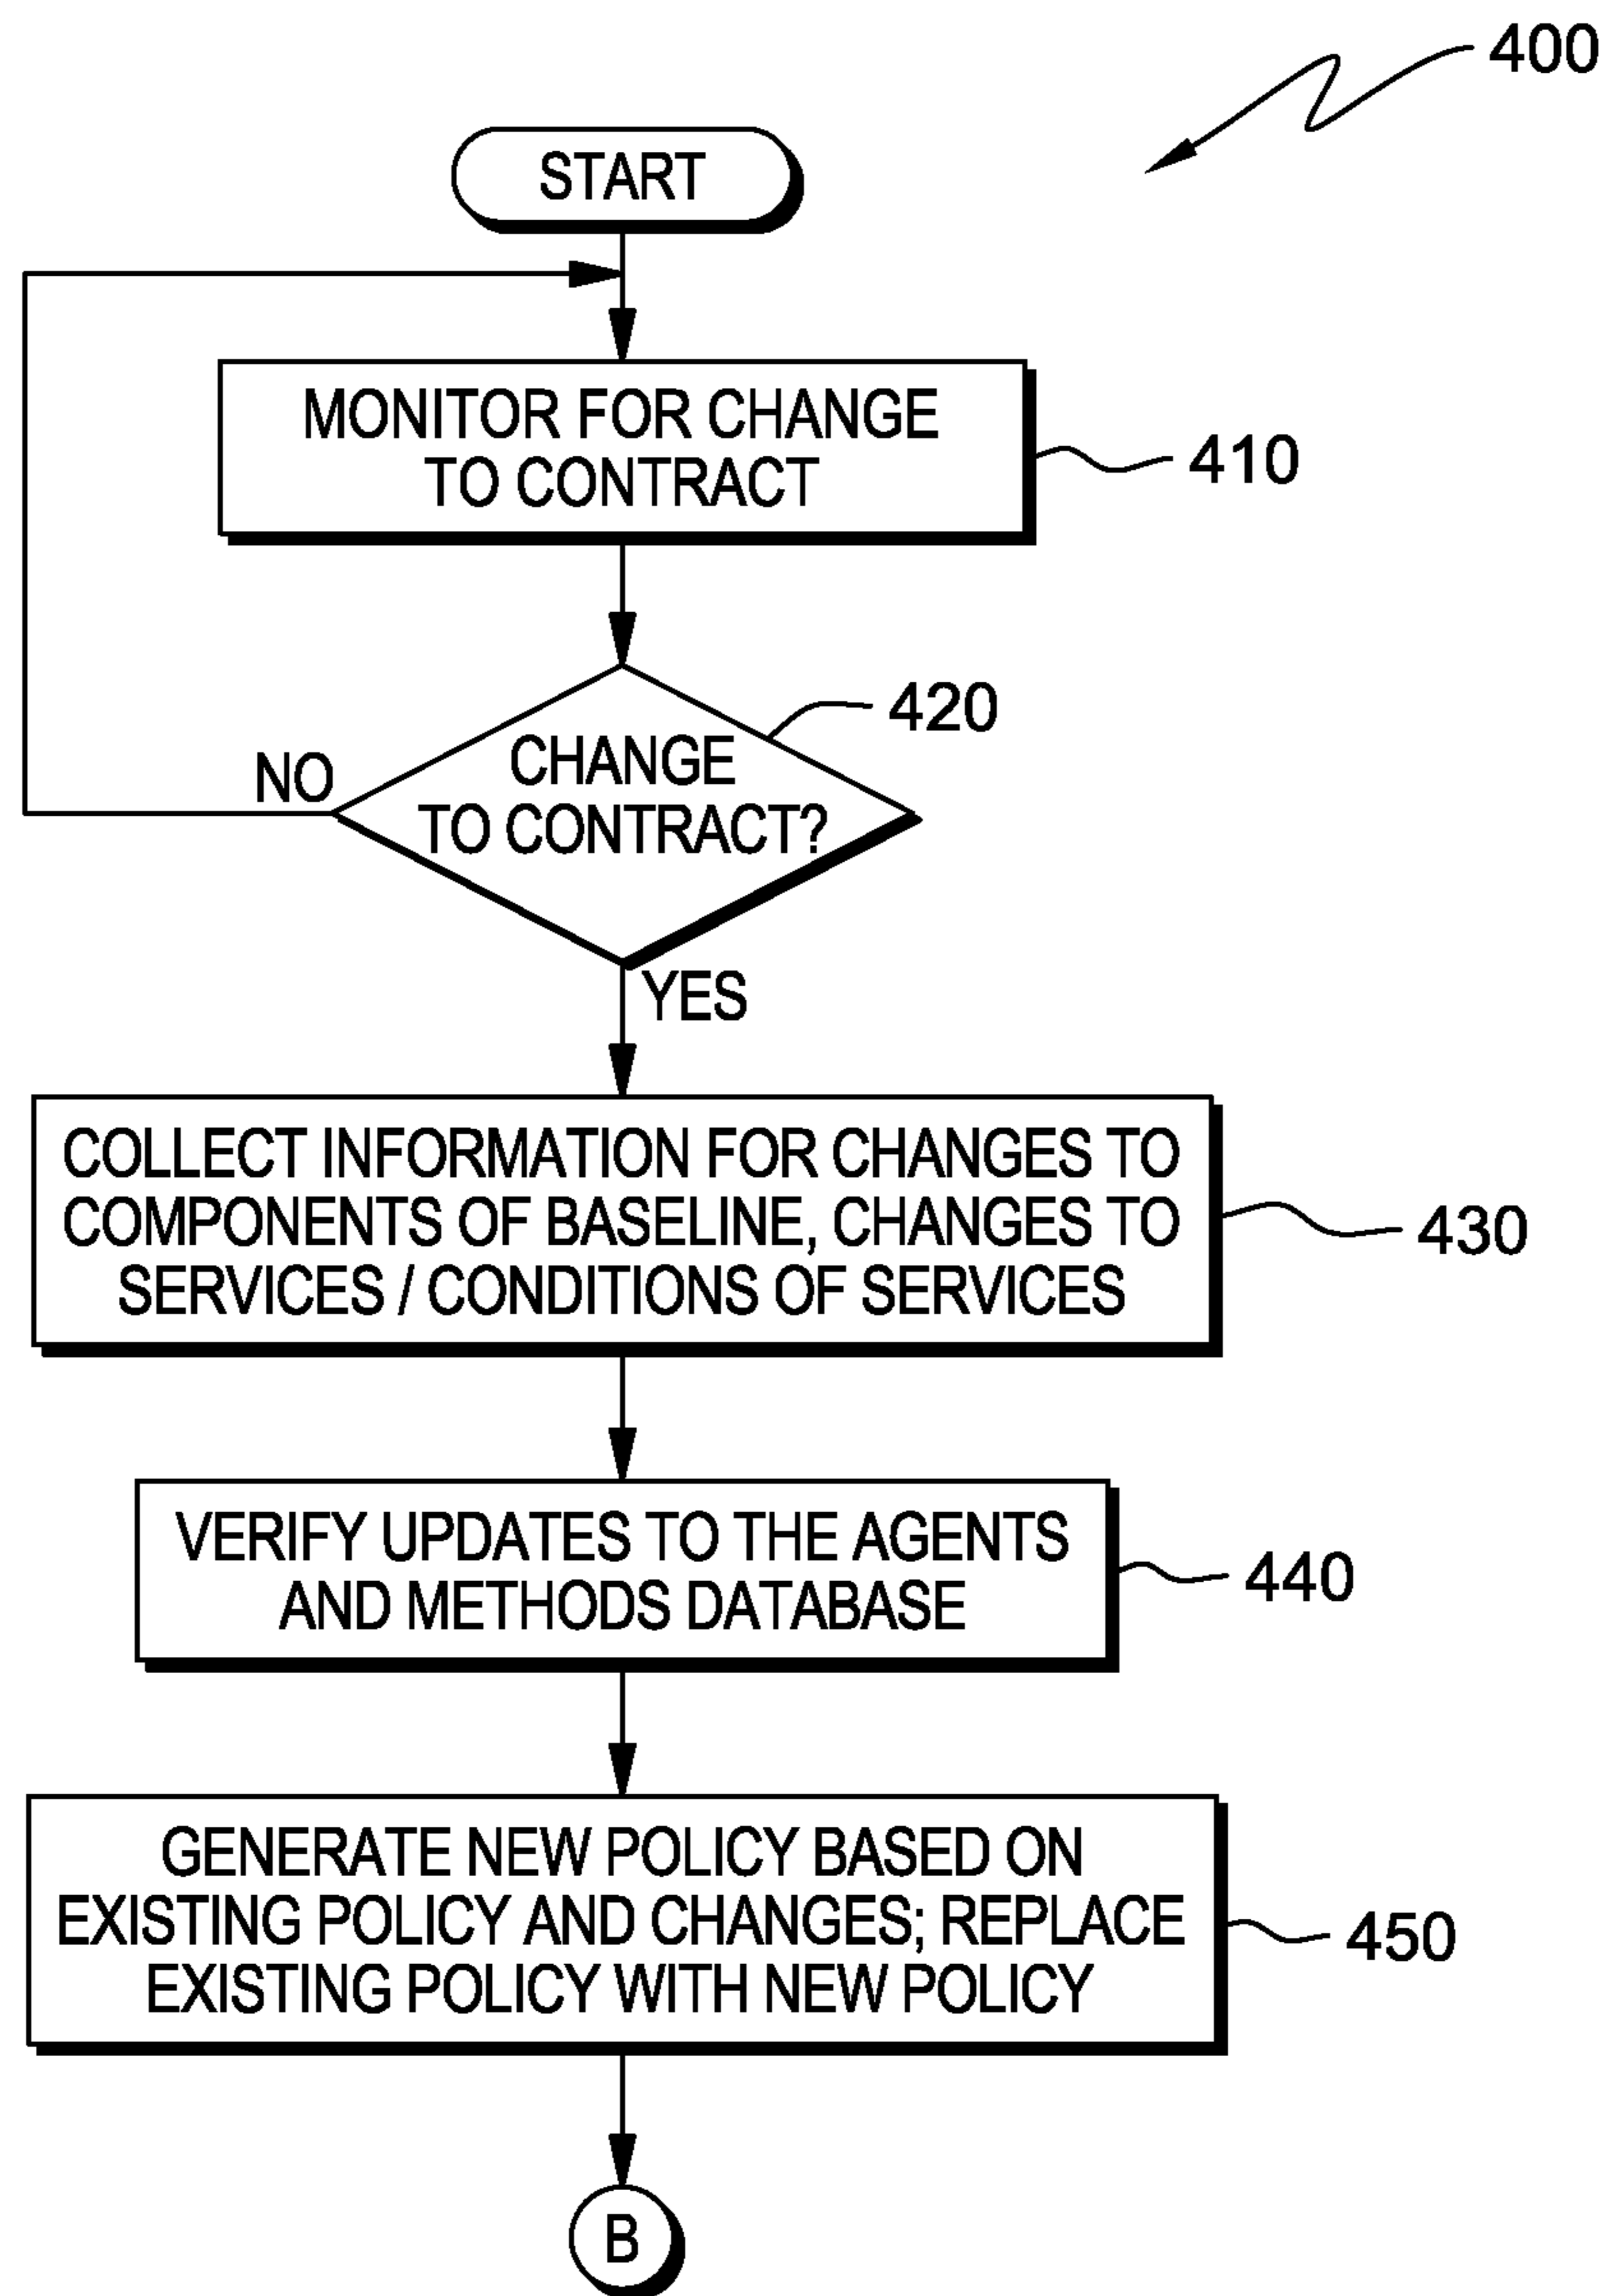 400
START
MONITOR FOR CHANGE
TO CONTRACT
410
420
CHANGE
TO CONTRACT?
NO
YES
COLLECT INFORMATION FOR CHANGES TO
COMPONENTS OF BASELINE, CHANGES TO
SERVICES / CONDITIONS OF SERVICES
430
VERIFY UPDATES TO THE AGENTS
AND METHODS DATABASE
440
GENERATE NEW POLICY BASED ON
EXISTING POLICY AND CHANGES; REPLACE
EXISTING POLICY WITH NEW POLICY
450
B